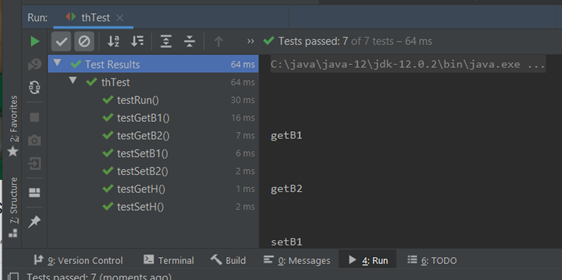 Run: thTest
Tests passed: 7 of 7 tests – 64 ms
Test Results 64 ms
C:\java\java-12\jdk-12.0.2\bin\java.exe ...
thTest 64 ms
testRun() 30 ms
testGetB1() 16 ms
testGetB2() 7 ms
testSetB1() 6 ms
testSetB2() 2 ms
testGetH() 1 ms
testSetH() 2 ms
getB1
getB2
setB1
2: Favorites
7: Structure
9: Version Control Terminal Build 0: Messages 4: Run 6: TODO
Tests passed: 7 (moments ago)